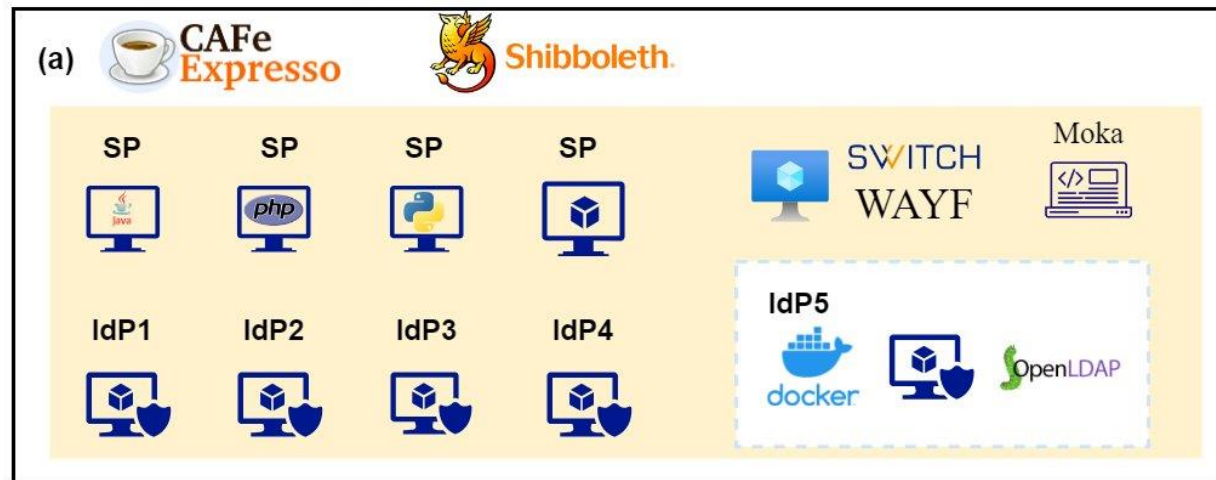 (a)
CAFe
Expresso
Shibboleth.
SP
SP
SP
SP
Java
php
SWITCH
WAYF
Moka
</>
IdP1
IdP2
IdP3
IdP4
IdP5
docker
OpenLDAP